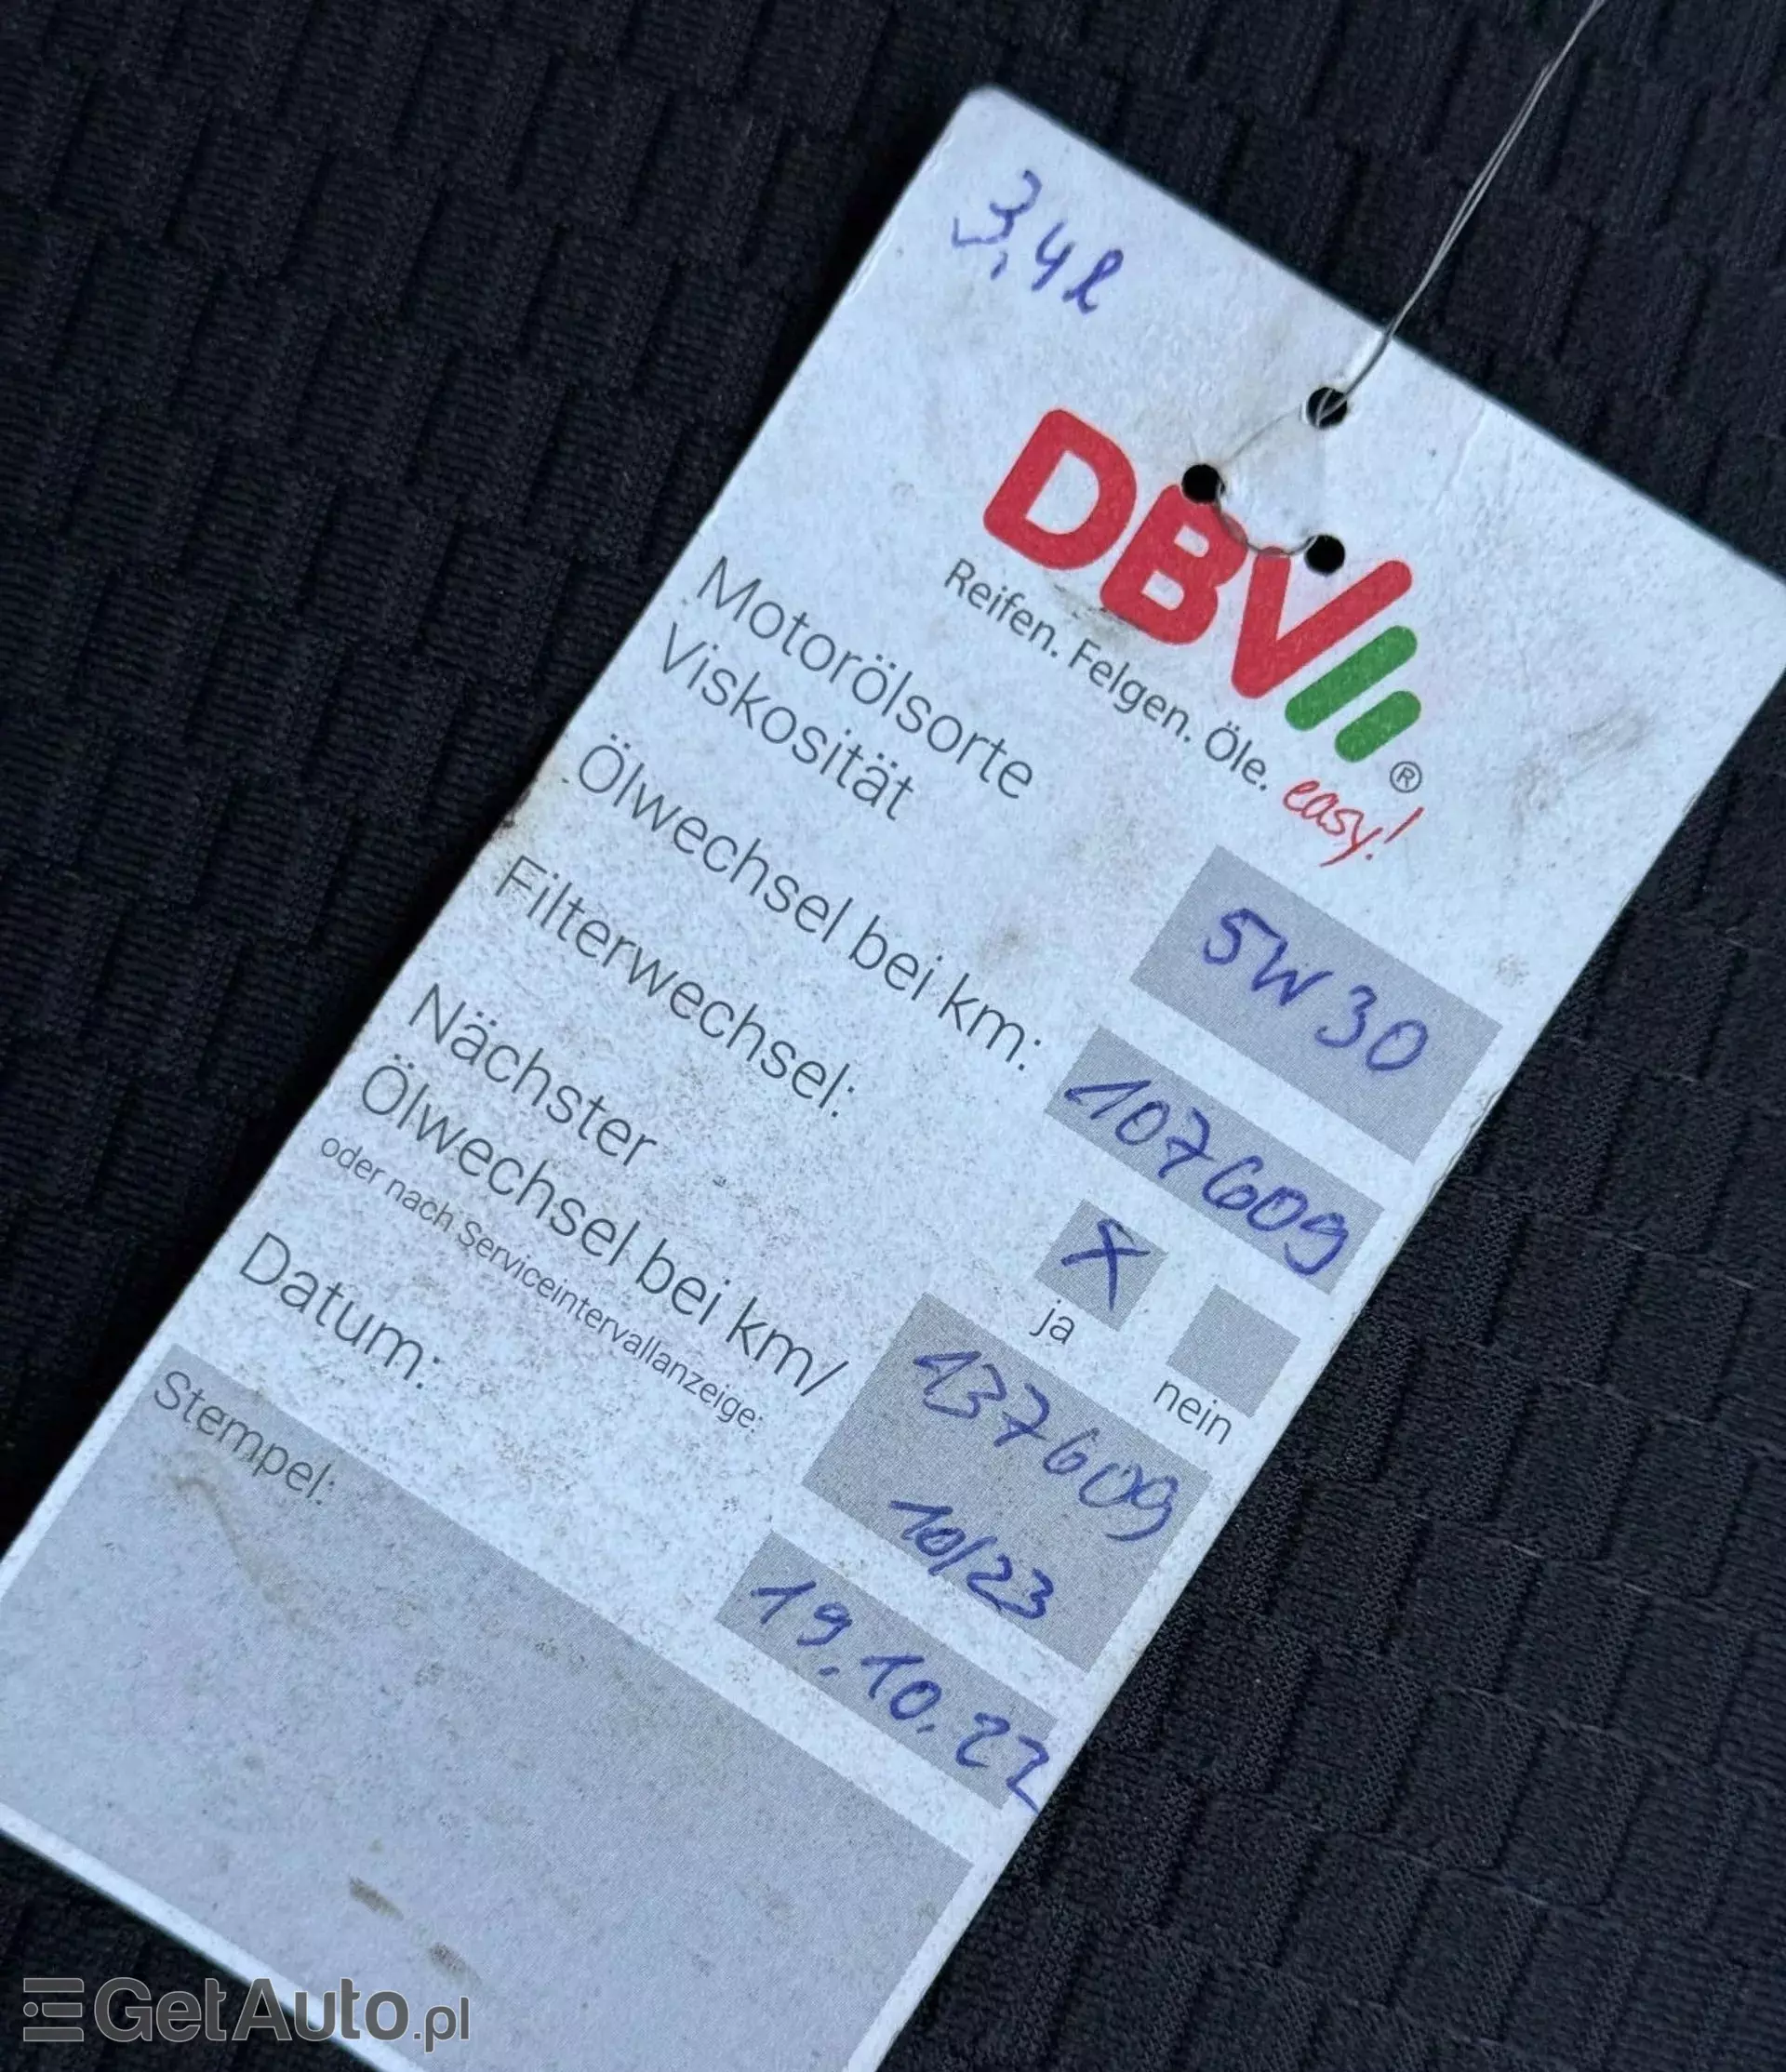 3,4l
DBV®
Reifen. Felgen. Öle. easy!
Motorölsorte
Viskosität
5W30
Ölwechsel bei km:
107609
Filterwechsel:
X
ja
nein
Nächster
Ölwechsel bei km/
oder nach Serviceintervallanzeige:
137609
10/23
Datum:
19.10.22
Stempel:
GetAuto.pl